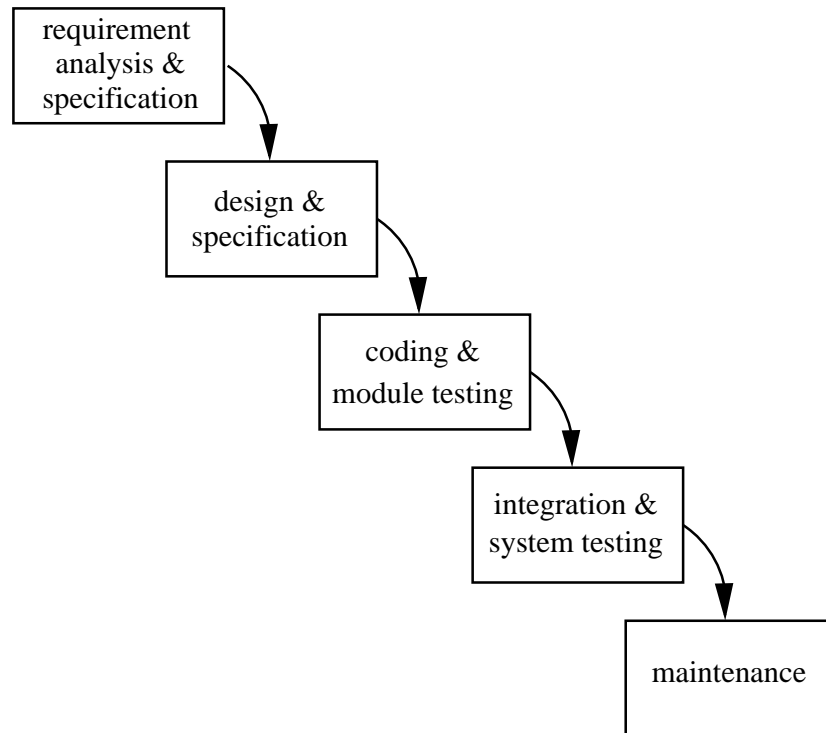 requirement
analysis &
specification
design &
specification
coding &
module testing
integration &
system testing
maintenance